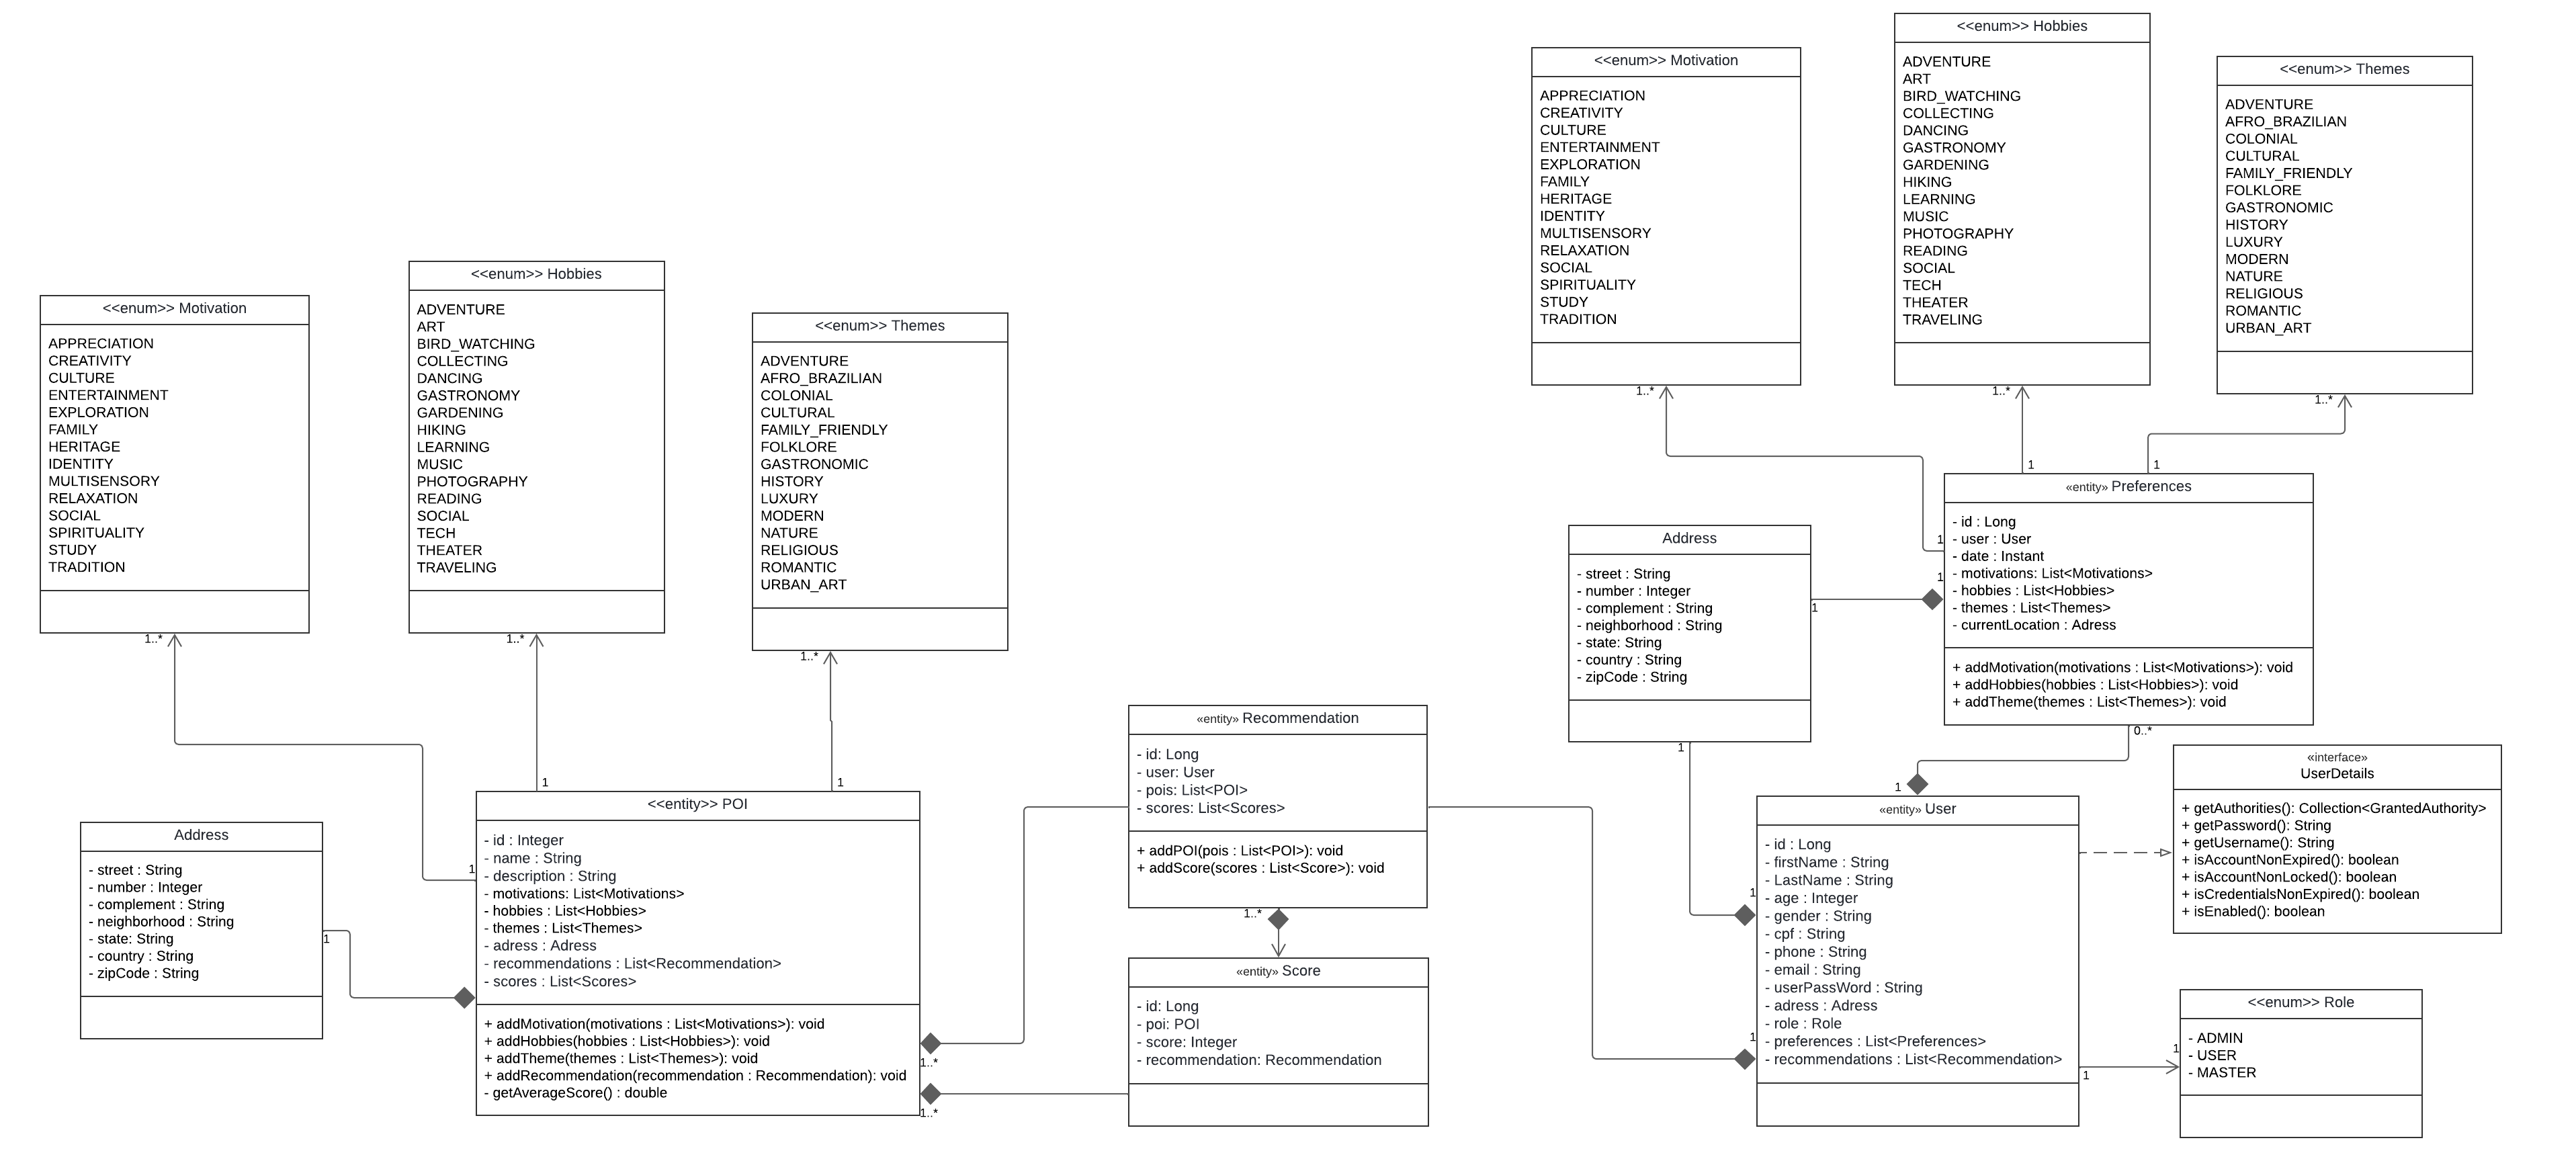 <<enum>> Motivation
APPRECIATION
CREATIVITY
CULTURE
ENTERTAINMENT
EXPLORATION
FAMILY
HERITAGE
IDENTITY
MULTISENSORY
RELAXATION
SOCIAL
SPIRITUALITY
STUDY
TRADITION
1..*
<<enum>> Hobbies
ADVENTURE
ART
BIRD_WATCHING
COLLECTING
DANCING
GASTRONOMY
GARDENING
HIKING
LEARNING
MUSIC
PHOTOGRAPHY
READING
SOCIAL
TECH
THEATER
TRAVELING
1..*
<<enum>> Themes
ADVENTURE
AFRO_BRAZILIAN
COLONIAL
CULTURAL
FAMILY_FRIENDLY
FOLKLORE
GASTRONOMIC
HISTORY
LUXURY
MODERN
NATURE
RELIGIOUS
ROMANTIC
URBAN_ART
1..*
Address
- street : String
- number : Integer
- complement : String
- neighborhood : String
- state: String
- country : String
- zipCode : String
1
1
1
1
<<entity>> POI
- id : Integer
- name : String
- description : String
- motivations: List<Motivations>
- hobbies : List<Hobbies>
- themes : List<Themes>
- adress : Adress
- recommendations : List<Recommendation>
- scores : List<Scores>
+ addMotivation(motivations : List<Motivations>): void
+ addHobbies(hobbies : List<Hobbies>): void
+ addTheme(themes : List<Themes>): void
+ addRecommendation(recommendation : Recommendation): void
- getAverageScore() : double
1..*
1..*
«entity» Recommendation
- id: Long
- user: User
- pois: List<POI>
- scores: List<Scores>
+ addPOI(pois : List<POI>): void
+ addScore(scores : List<Score>): void
1..*
«entity» Score
- id: Long
- poi: POI
- score: Integer
- recommendation: Recommendation
<<enum>> Motivation
APPRECIATION
CREATIVITY
CULTURE
ENTERTAINMENT
EXPLORATION
FAMILY
HERITAGE
IDENTITY
MULTISENSORY
RELAXATION
SOCIAL
SPIRITUALITY
STUDY
TRADITION
1..*
<<enum>> Hobbies
ADVENTURE
ART
BIRD_WATCHING
COLLECTING
DANCING
GASTRONOMY
GARDENING
HIKING
LEARNING
MUSIC
PHOTOGRAPHY
READING
SOCIAL
TECH
THEATER
TRAVELING
1..*
<<enum>> Themes
ADVENTURE
AFRO_BRAZILIAN
COLONIAL
CULTURAL
FAMILY_FRIENDLY
FOLKLORE
GASTRONOMIC
HISTORY
LUXURY
MODERN
NATURE
RELIGIOUS
ROMANTIC
URBAN_ART
1..*
1
1
1
1
«entity» Preferences
- id : Long
- user : User
- date : Instant
- motivations: List<Motivations>
- hobbies : List<Hobbies>
- themes : List<Themes>
- currentLocation : Adress
+ addMotivation(motivations : List<Motivations>): void
+ addHobbies(hobbies : List<Hobbies>): void
+ addTheme(themes : List<Themes>): void
0..*
Address
- street : String
- number : Integer
- complement : String
- neighborhood : String
- state: String
- country : String
- zipCode : String
1
1
1
«entity» User
- id : Long
- firstName : String
- LastName : String
- age : Integer
- gender : String
- cpf : String
- phone : String
- email : String
- userPassWord : String
- adress : Adress
- role : Role
- preferences : List<Preferences>
- recommendations : List<Recommendation>
1
1
1
«interface»
UserDetails
+ getAuthorities(): Collection<GrantedAuthority>
+ getPassword(): String
+ getUsername(): String
+ isAccountNonExpired(): boolean
+ isAccountNonLocked(): boolean
+ isCredentialsNonExpired(): boolean
+ isEnabled(): boolean
<<enum>> Role
- ADMIN
- USER
- MASTER
1